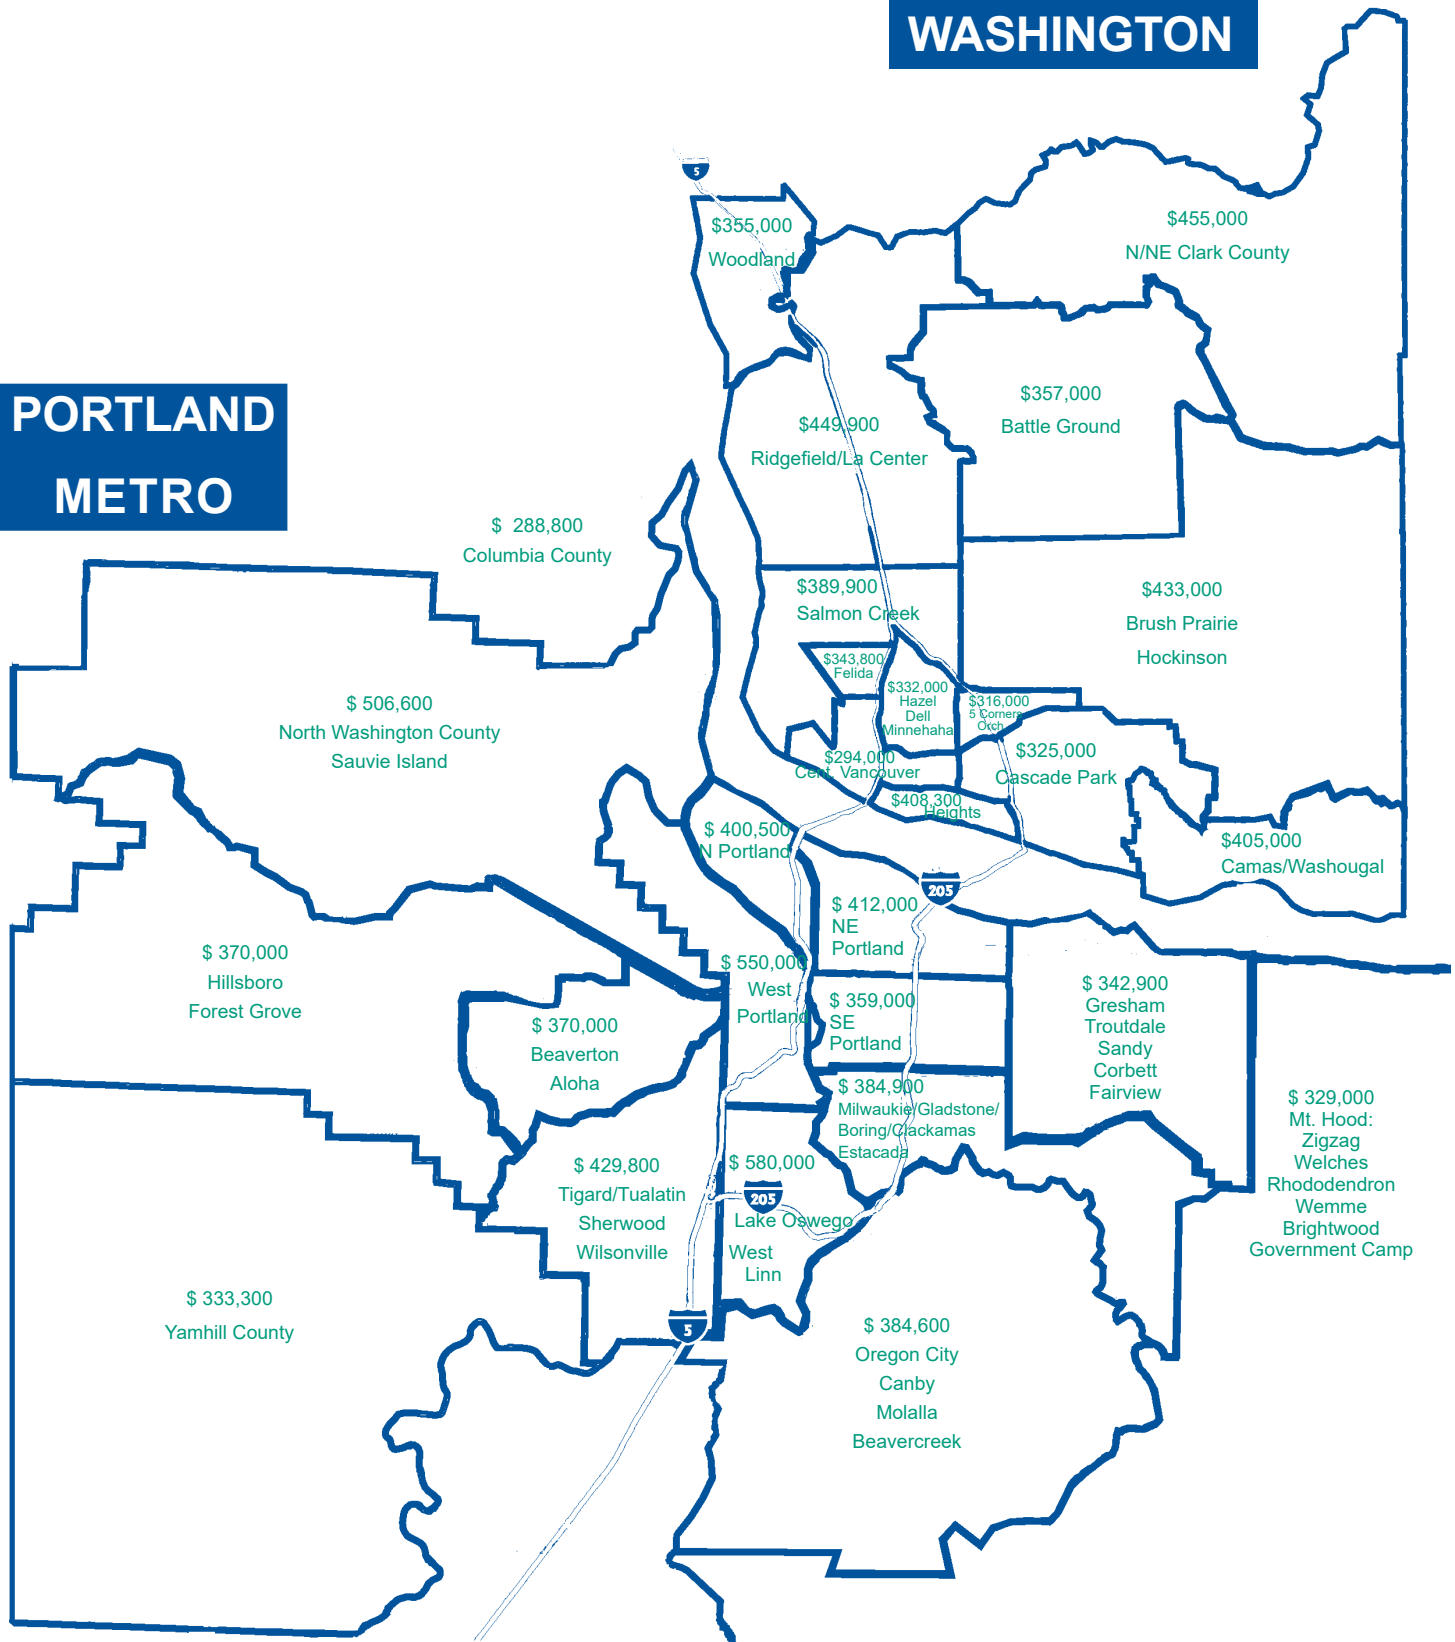 WASHINGTON
5
$355,000
Woodland
$455,000
N/NE Clark County
PORTLAND
METRO
$357,000
Battle Ground
$449,900
Ridgefield/La Center
$ 288,800
Columbia County
$389,900
Salmon Creek
$433,000
Brush Prairie
Hockinson
$343,800
Felida
$332,000
Hazel
Dell
Minnehaha
$316,000
5 Corners
Orch.
$ 506,600
North Washington County
Sauvie Island
$294,000
Cent. Vancouver
$325,000
Cascade Park
$408,300
Heights
$ 400,500
N Portland
$405,000
Camas/Washougal
205
$ 412,000
NE
Portland
$ 370,000
Hillsboro
Forest Grove
$ 550,000
West
Portland
$ 359,000
SE
Portland
$ 342,900
Gresham
Troutdale
Sandy
Corbett
Fairview
$ 370,000
Beaverton
Aloha
$ 384,900
Milwaukie/Gladstone/
Boring/Clackamas
Estacada
$ 329,000
Mt. Hood:
Zigzag
Welches
Rhododendron
Wemme
Brightwood
Government Camp
$ 429,800
Tigard/Tualatin
Sherwood
Wilsonville
$ 580,000
205
Lake Oswego
West
Linn
$ 333,300
Yamhill County
5
$ 384,600
Oregon City
Canby
Molalla
Beavercreek